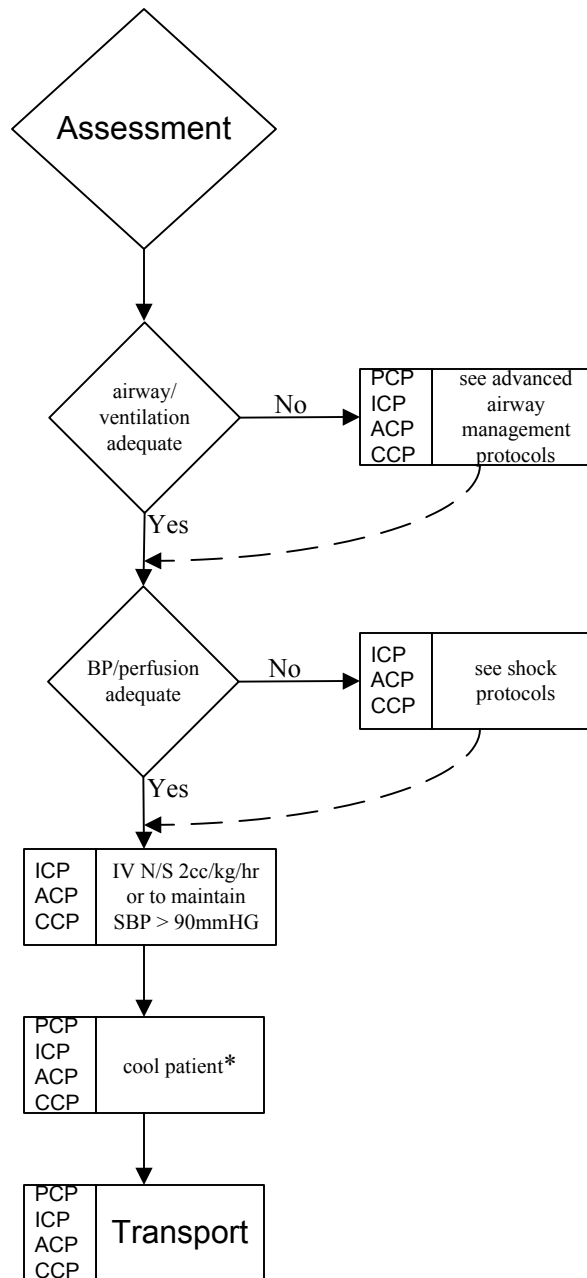 Assessment
airway/
ventilation
adequate
No
PCP
ICP
ACP
CCP
see advanced
airway
management
protocols
Yes
BP/perfusion
adequate
No
ICP
ACP
CCP
see shock
protocols
Yes
ICP
ACP
CCP
IV N/S 2cc/kg/hr
or to maintain
SBP > 90mmHG
PCP
ICP
ACP
CCP
cool patient*
PCP
ICP
ACP
CCP
Transport